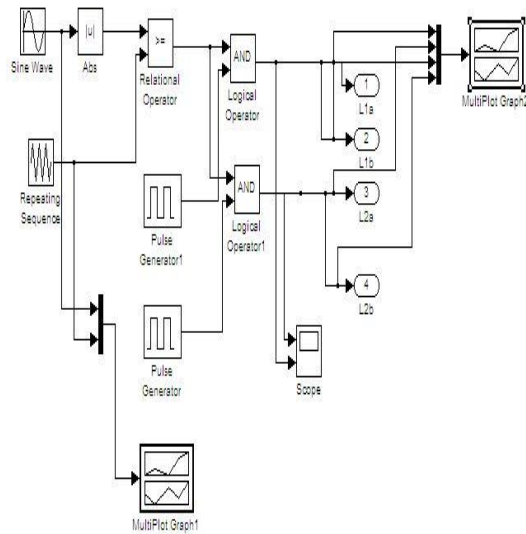 |u|
>=
Sine Wave
Abs
Relational
Operator
AND
Logical
Operator
MultiPlot Graph2
1
L1a
2
L1b
Repeating
Sequence
AND
Logical
Operator1
3
L2a
Pulse
Generator1
4
L2b
Pulse
Generator
Scope
MultiPlot Graph1